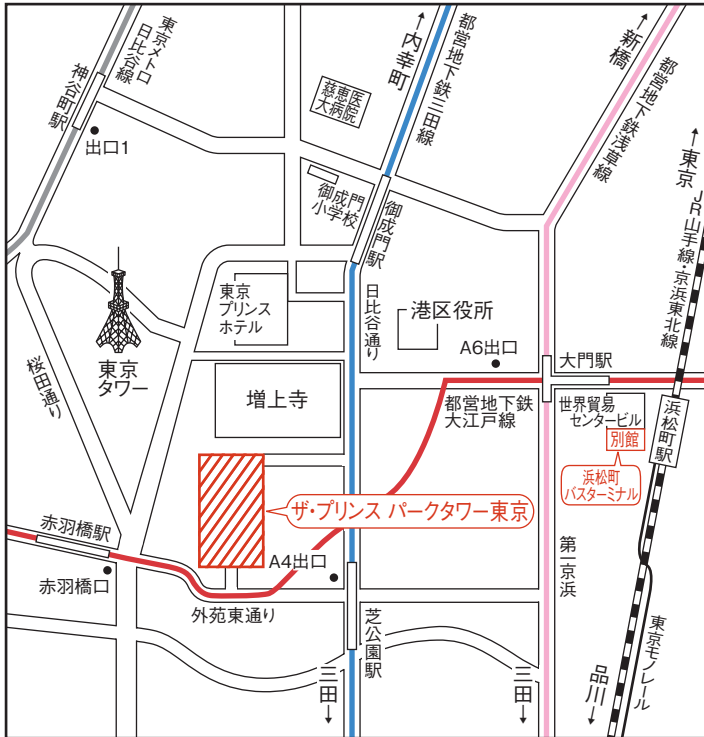 東京メトロ
日比谷線
神谷町駅
出口1
←内幸町
都営地下鉄三田線
慈恵医
大病院
御成門
小学校
御成門駅
←新橋
都営地下鉄浅草線
←東京
JR山手線・京浜東北線
東京
プリンス
ホテル
日比谷通り
港区役所
A6出口
大門駅
東京
タワー
桜田通り
増上寺
都営地下鉄
大江戸線
世界貿易
センタービル
別館
浜松町
バスターミナル
浜松町駅
ザ・プリンス パークタワー東京
赤羽橋駅
赤羽橋口
A4出口
外苑東通り
芝公園駅
第一京浜
三田→
三田→
品川→
東京モノレール